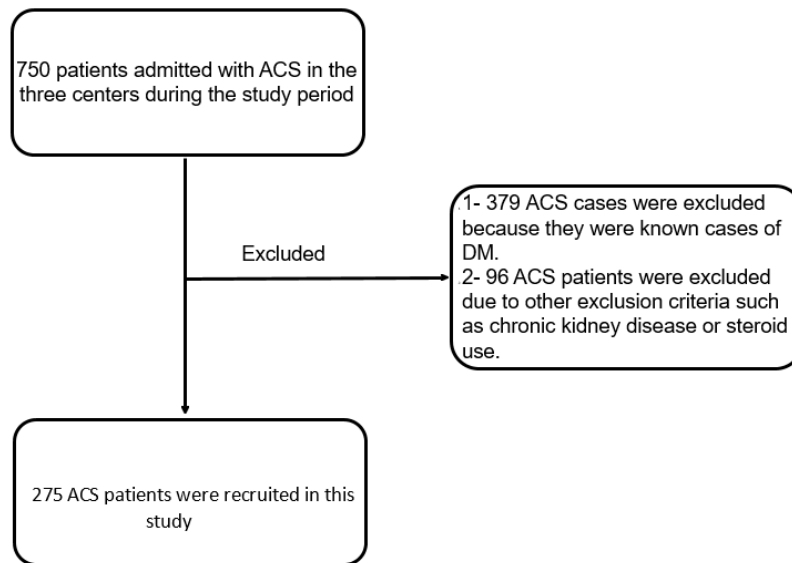 750 patients admitted with ACS in the
three centers during the study period
Excluded
.1- 379 ACS cases were excluded
because they were known cases of
DM.
.2- 96 ACS patients were excluded
due to other exclusion criteria such
as chronic kidney disease or steroid
use.
275 ACS patients were recruited in this
study